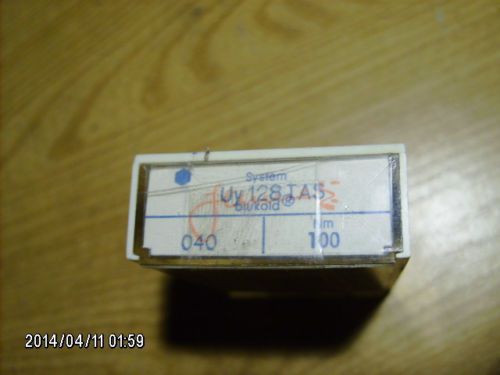 System
Uy 128 TAS
blukold®
Nm
040
100
2014/04/11 01:59